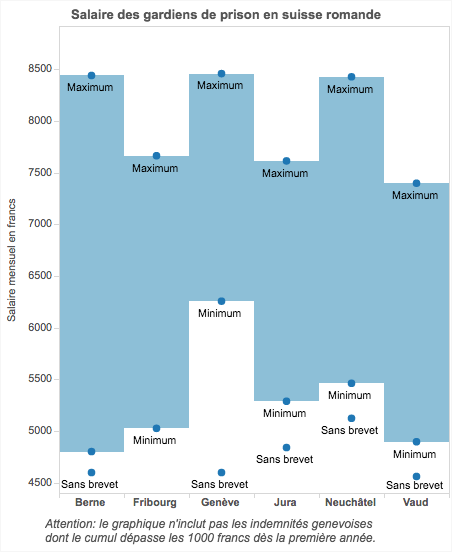 Salaire des gardiens de prison en suisse romande
Salaire mensuel en francs
8500
8000
7500
7000
6500
6000
5500
5000
4500
Maximum
Maximum
Maximum
Maximum
Maximum
Maximum
Minimum
Minimum
Minimum
Minimum
Minimum
Sans brevet
Sans brevet
Sans brevet
Sans brevet
Sans brevet
Berne Fribourg Genève Jura Neuchâtel Vaud
Attention: le graphique n'inclut pas les indemnités genevoises
dont le cumul dépasse les 1000 francs dès la première année.